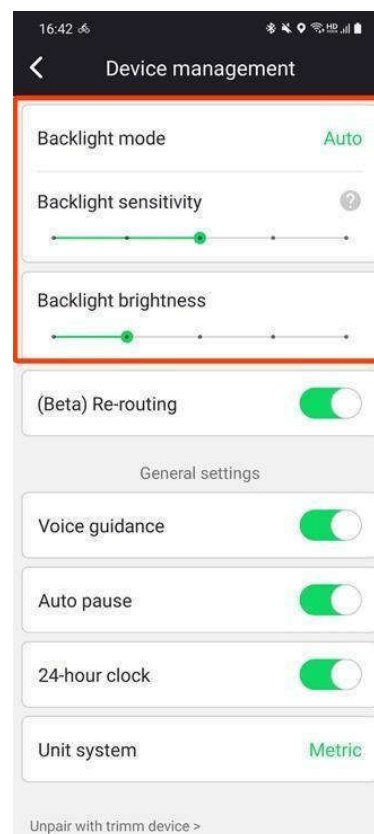 16:42
Device management
Backlight mode Auto
Backlight sensitivity ?
Backlight brightness
(Beta) Re-routing
General settings
Voice guidance
Auto pause
24-hour clock
Unit system Metric
Unpair with trimm device >